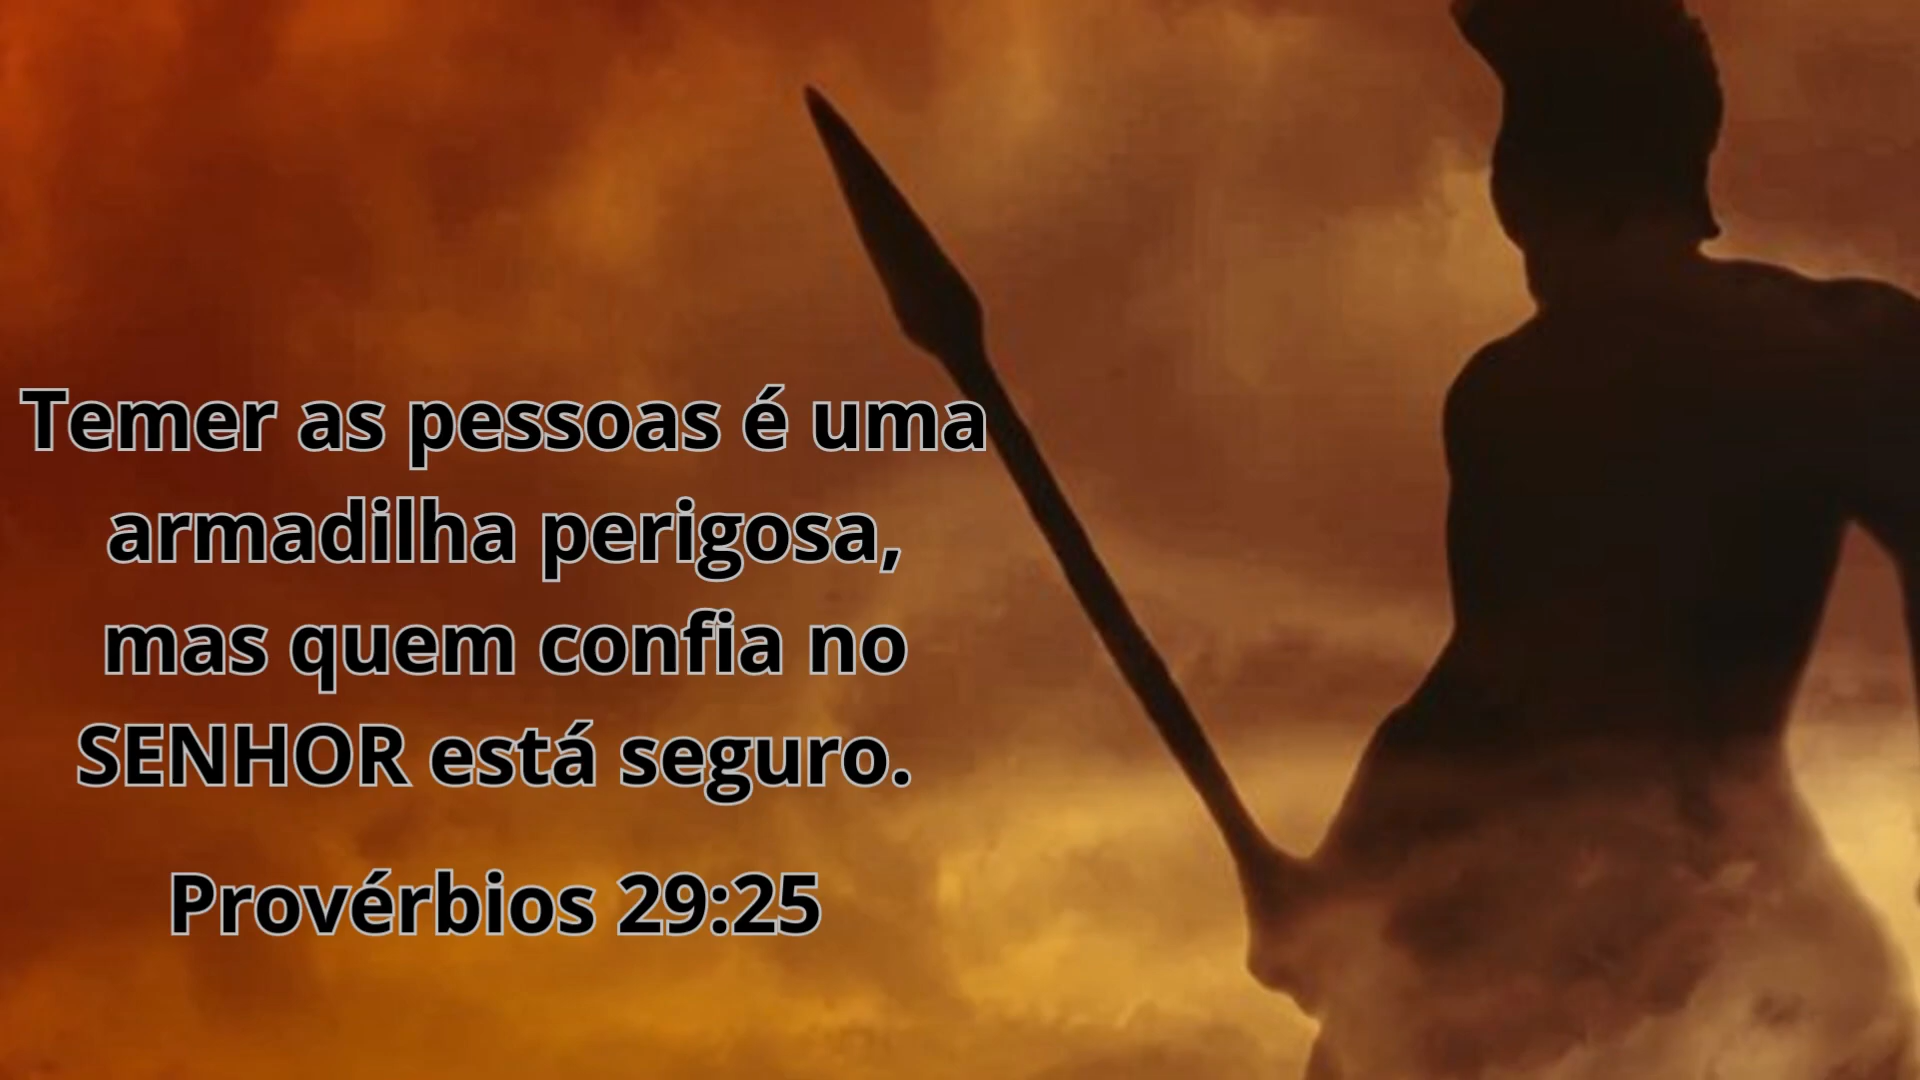 Temer as pessoas é uma
armadilha perigosa,
mas quem confia no
SENHOR está seguro.
Provérbios 29:25